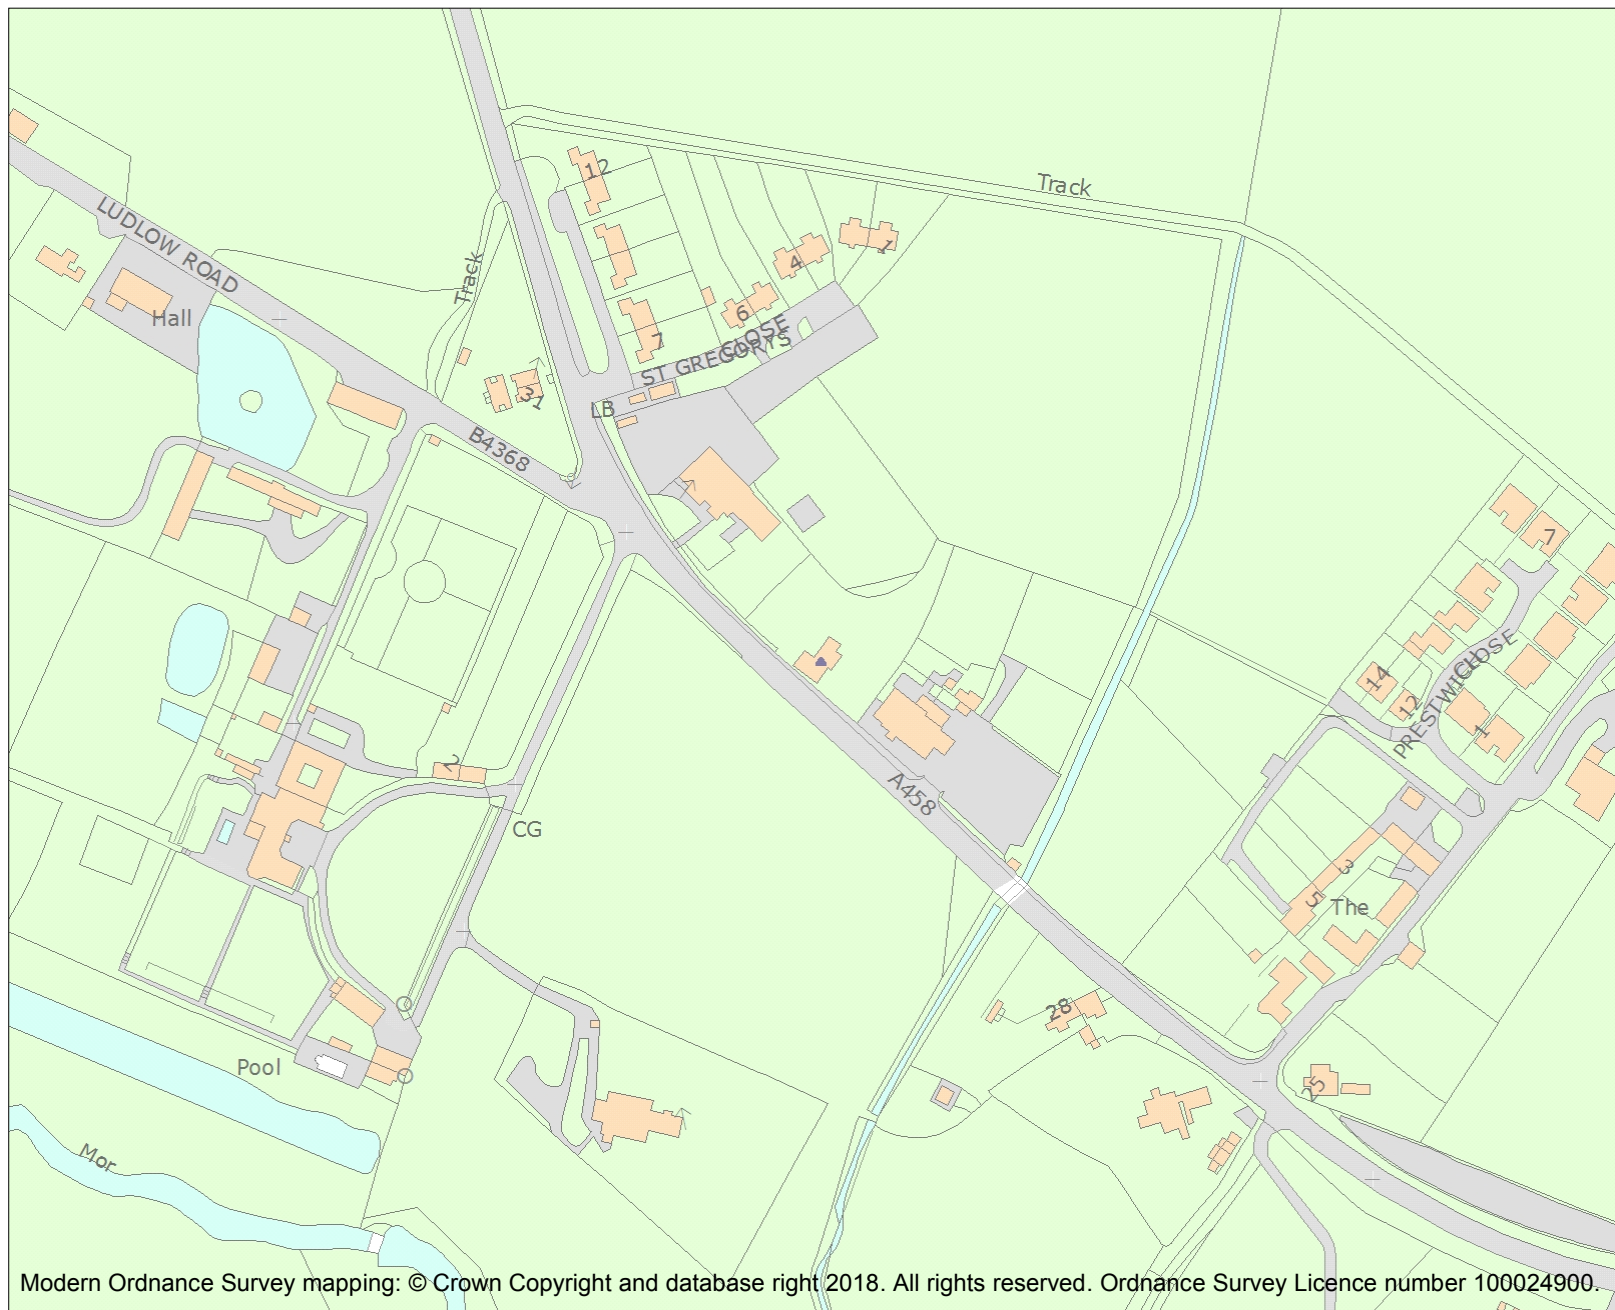 12
Track
LUDLOW ROAD
Track
1
4
Hall
6
7
ST GREGORYS
CLOSE
31
LB
B4368
7
PRESTWICH
CLOSE
14
12
1
2
A458
CG
3
5
The
28
Pool
25
Mor
Modern Ordnance Survey mapping: © Crown Copyright and database right 2018. All rights reserved. Ordnance Survey Licence number 100024900.